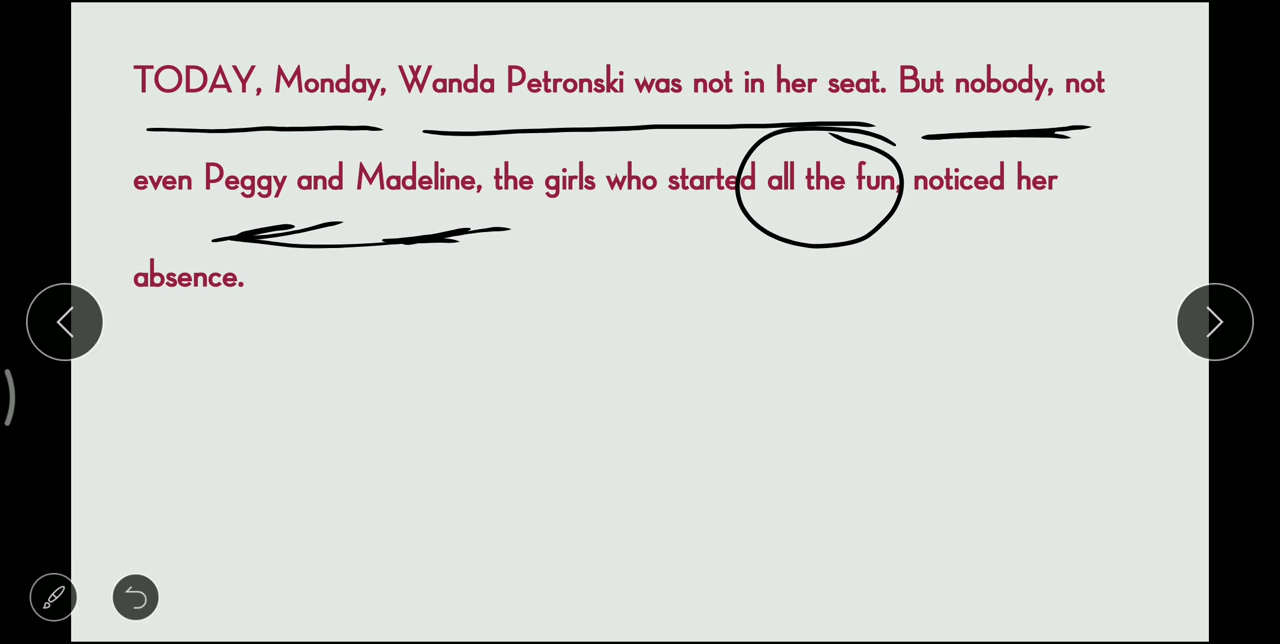 TODAY, Monday, Wanda Petronski was not in her seat. But nobody, not
even Peggy and Madeline, the girls who started all the fun, noticed her
absence.